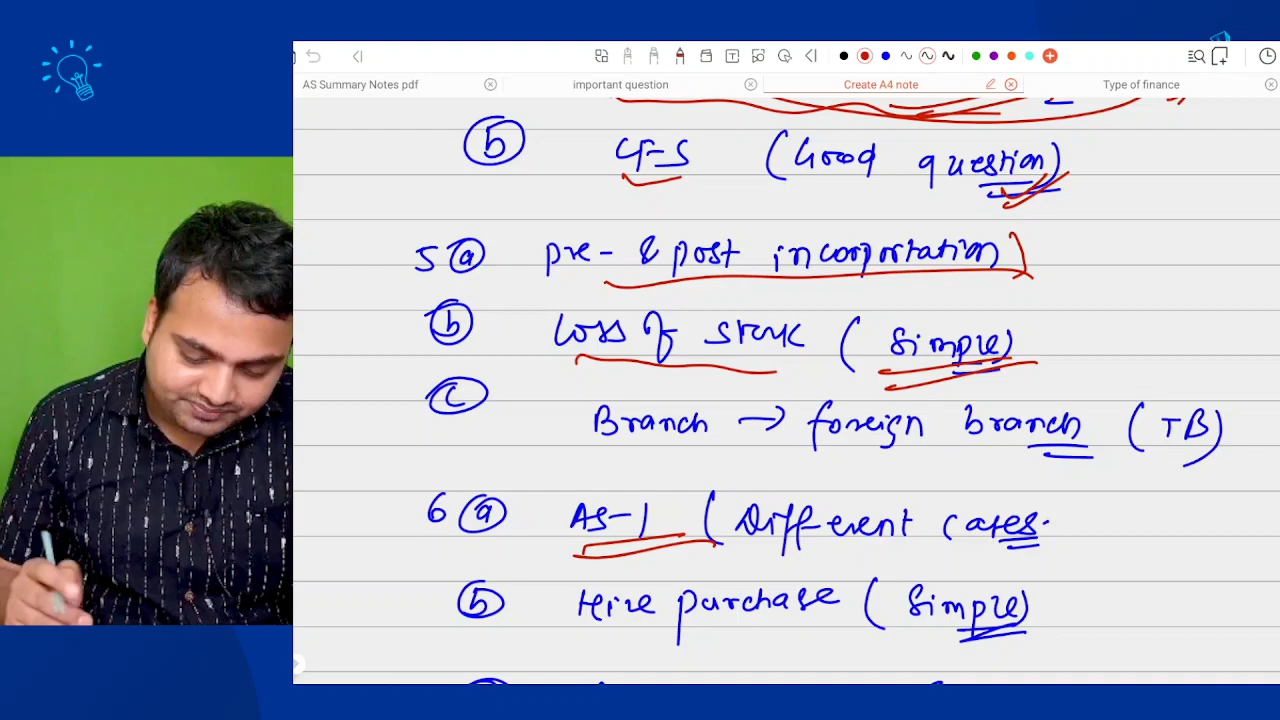 AS Summary Notes pdf important question Create A4 note Type of finance
b CFS (Good question)
5 a pre- & post incorportation)
b Loss of stock (Simple)
c Branch → foreign branch (TB)
6 a AS-1 (Different cases.
b Hire purchase (Simple)